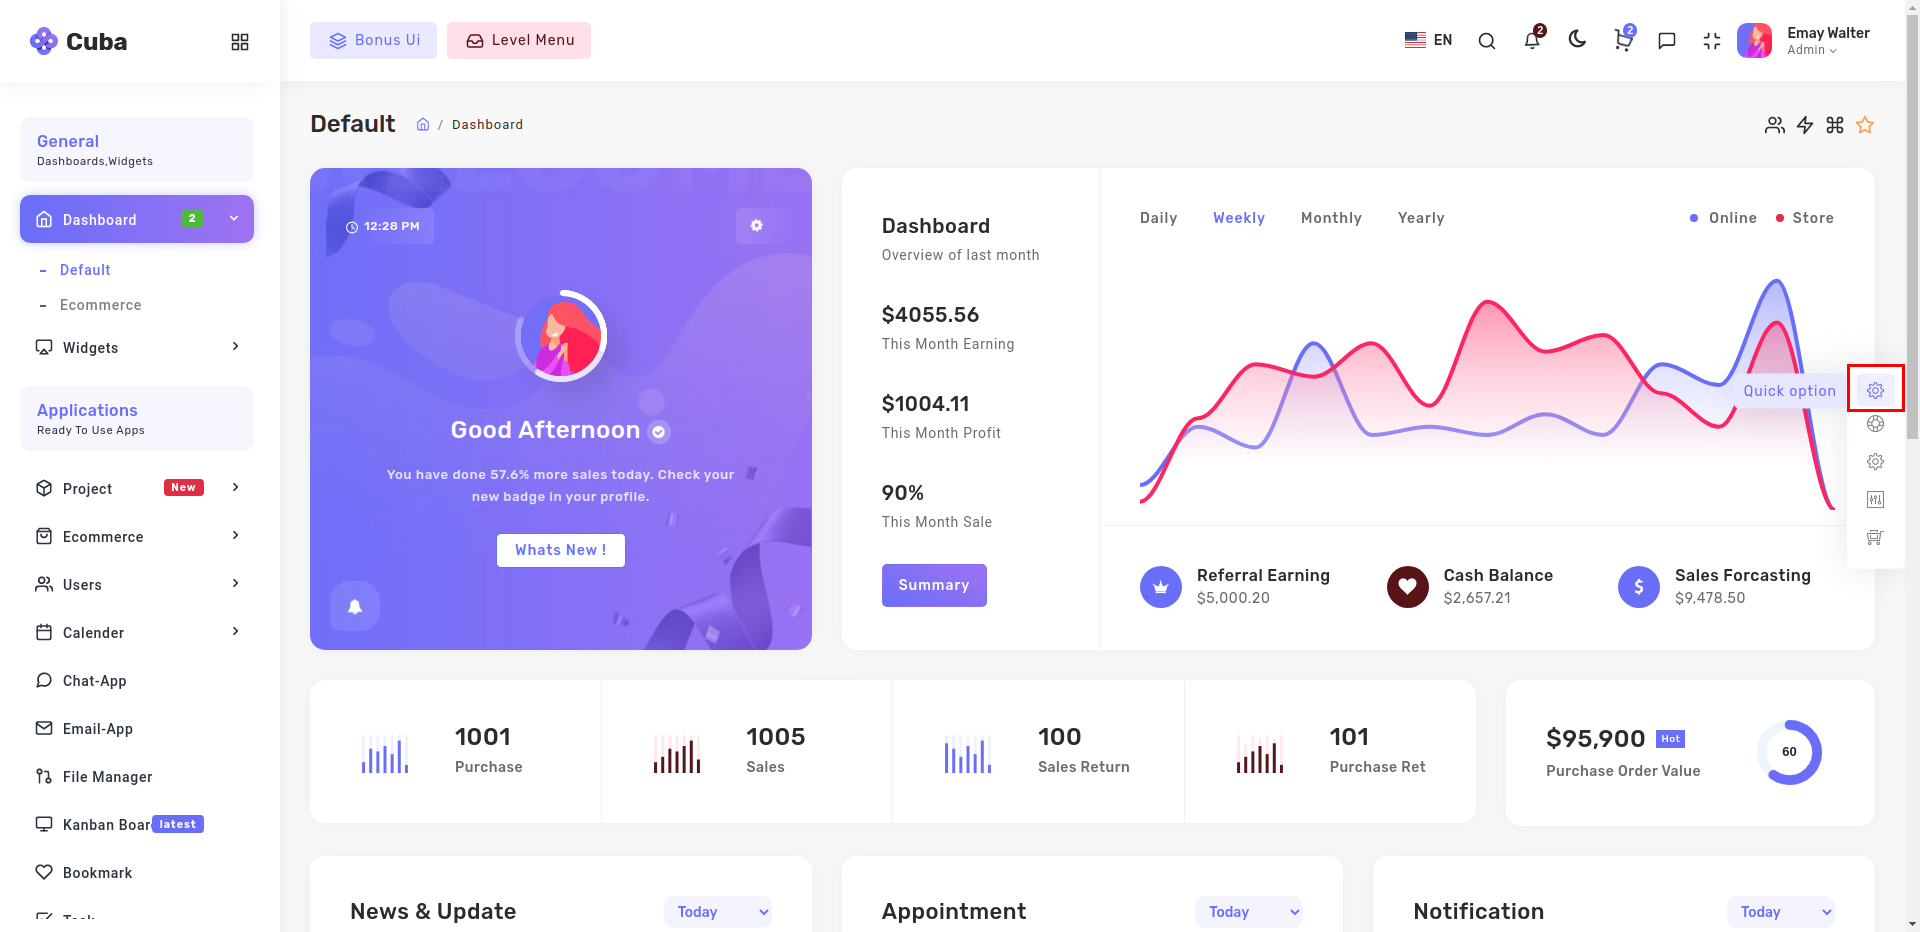 Cuba
Bonus Ui
Level Menu
EN
2
2
Emay Walter
Admin
General
Dashboards,Widgets
Dashboard
2
Default
Ecommerce
Widgets
Applications
Ready To Use Apps
Project
New
Ecommerce
Users
Calender
Chat-App
Email-App
File Manager
Kanban Boar
latest
Bookmark
Default
/ Dashboard
12:28 PM
Good Afternoon
You have done 57.6% more sales today. Check your
new badge in your profile.
Whats New !
Dashboard
Overview of last month
$4055.56
This Month Earning
$1004.11
This Month Profit
90%
This Month Sale
Summary
Daily
Weekly
Monthly
Yearly
Online
Store
Quick option
Referral Earning
$5,000.20
Cash Balance
$2,657.21
Sales Forcasting
$9,478.50
1001
Purchase
1005
Sales
100
Sales Return
101
Purchase Ret
$95,900
Hot
Purchase Order Value
60
News & Update
Today
Appointment
Today
Notification
Today